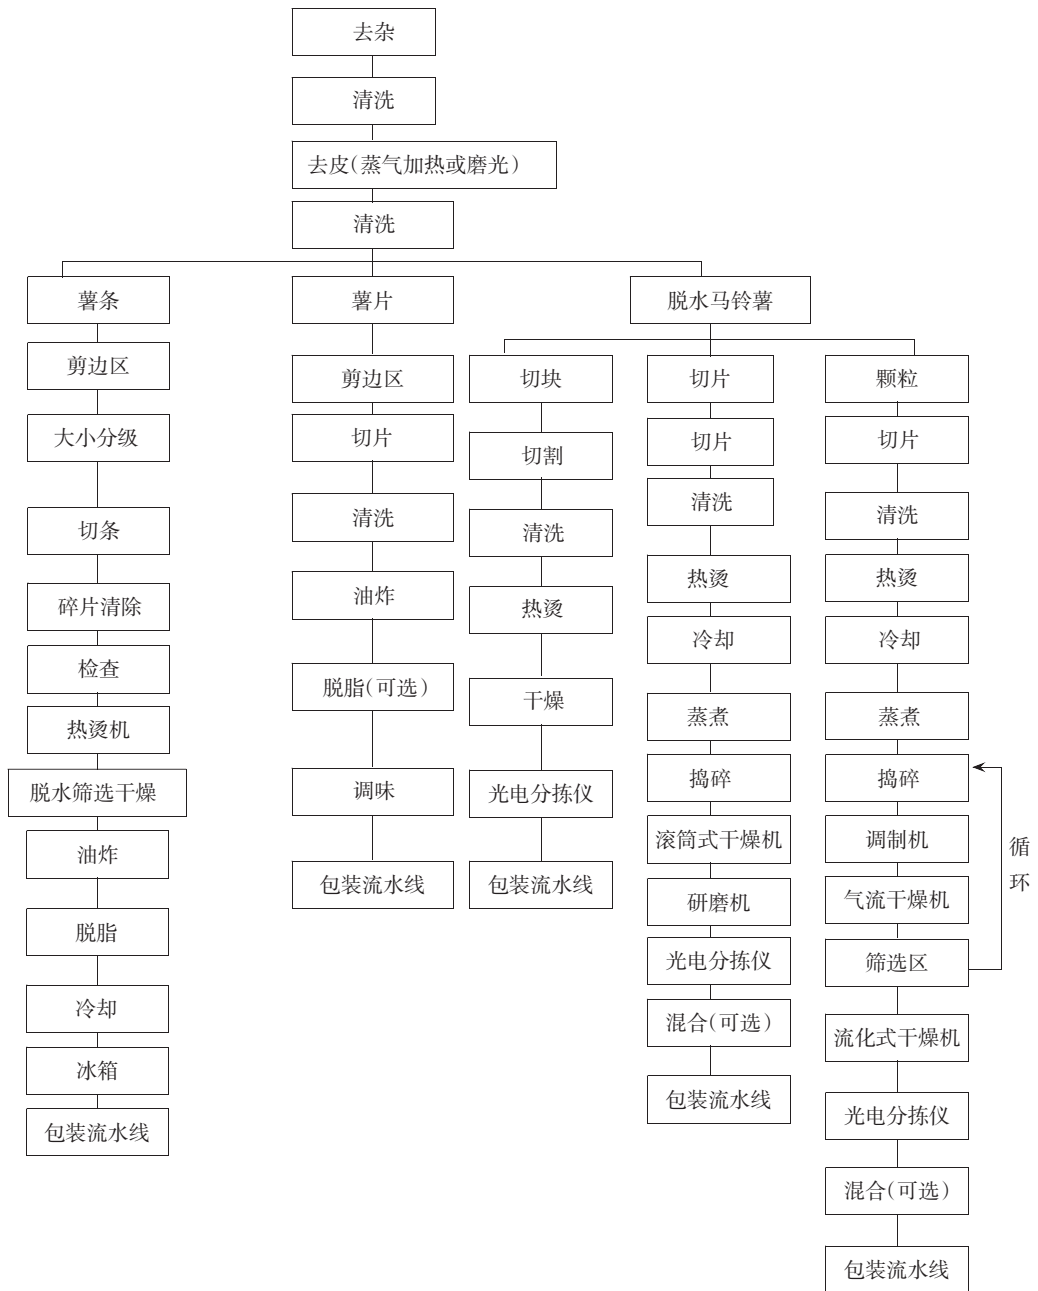 去杂
清洗
去皮(蒸气加热或磨光)
清洗
薯条
剪边区
大小分级
切条
碎片清除
检查
热烫机
脱水筛选干燥
油炸
脱脂
冷却
冰箱
包装流水线
薯片
剪边区
切片
清洗
油炸
脱脂(可选)
调味
包装流水线
脱水马铃薯
切块
切割
清洗
热烫
干燥
光电分拣仪
包装流水线
切片
切片
清洗
热烫
冷却
蒸煮
捣碎
滚筒式干燥机
研磨机
光电分拣仪
混合(可选)
包装流水线
颗粒
切片
清洗
热烫
冷却
蒸煮
捣碎
调制机
气流干燥机
筛选区
流化式干燥机
光电分拣仪
混合(可选)
包装流水线
循
环